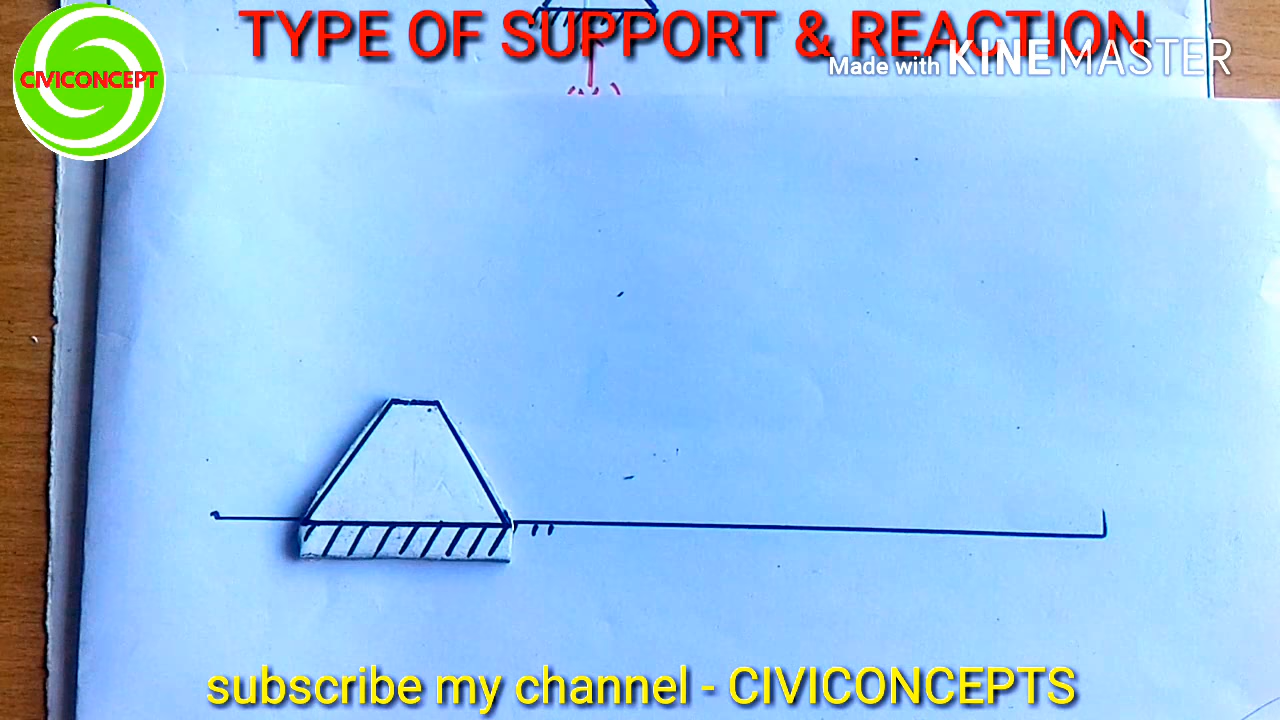 TYPE OF SUPPORT & REACTION
CIVICONCEPT
Made with KINEMASTER
subscribe my channel - CIVICONCEPTS